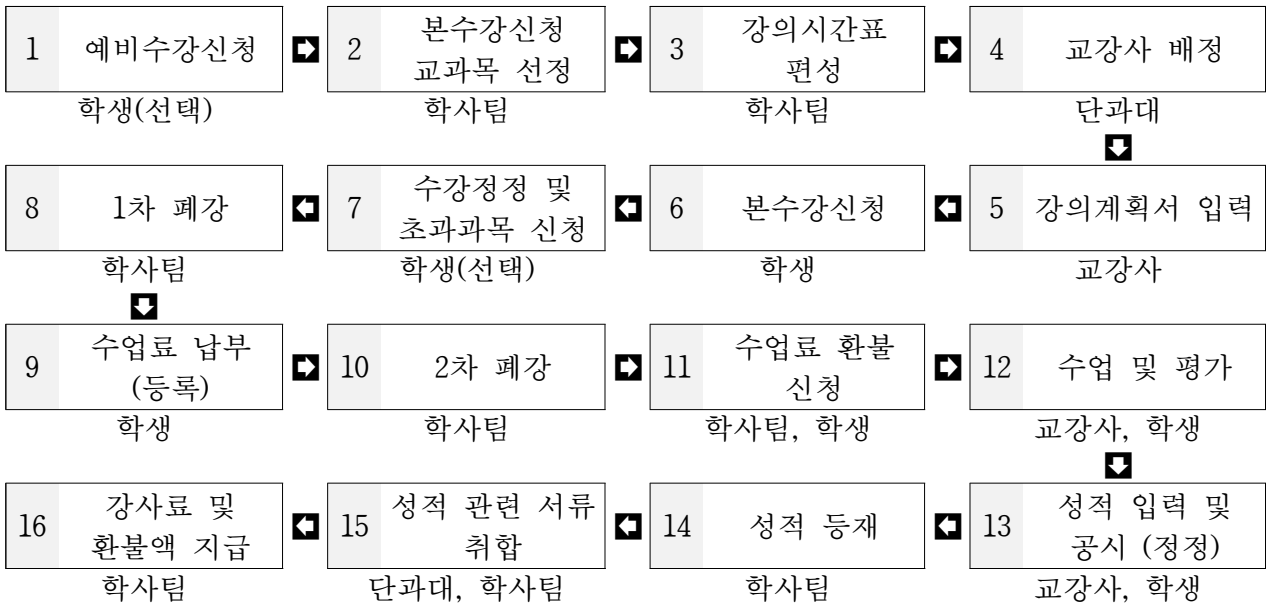 1 예비수강신청
2 본수강신청
교과목 선정
3 강의시간표
편성
4 교강사 배정
학생(선택)
학사팀
학사팀
단과대
8 1차 폐강
7 수강정정 및
초과과목 신청
6 본수강신청
5 강의계획서 입력
학사팀
학생(선택)
학생
교강사
9 수업료 납부
(등록)
10 2차 폐강
11 수업료 환불
신청
12 수업 및 평가
학생
학사팀
학사팀, 학생
교강사, 학생
16 강사료 및
환불액 지급
15 성적 관련 서류
취합
14 성적 등재
13 성적 입력 및
공시 (정정)
학사팀
단과대, 학사팀
학사팀
교강사, 학생